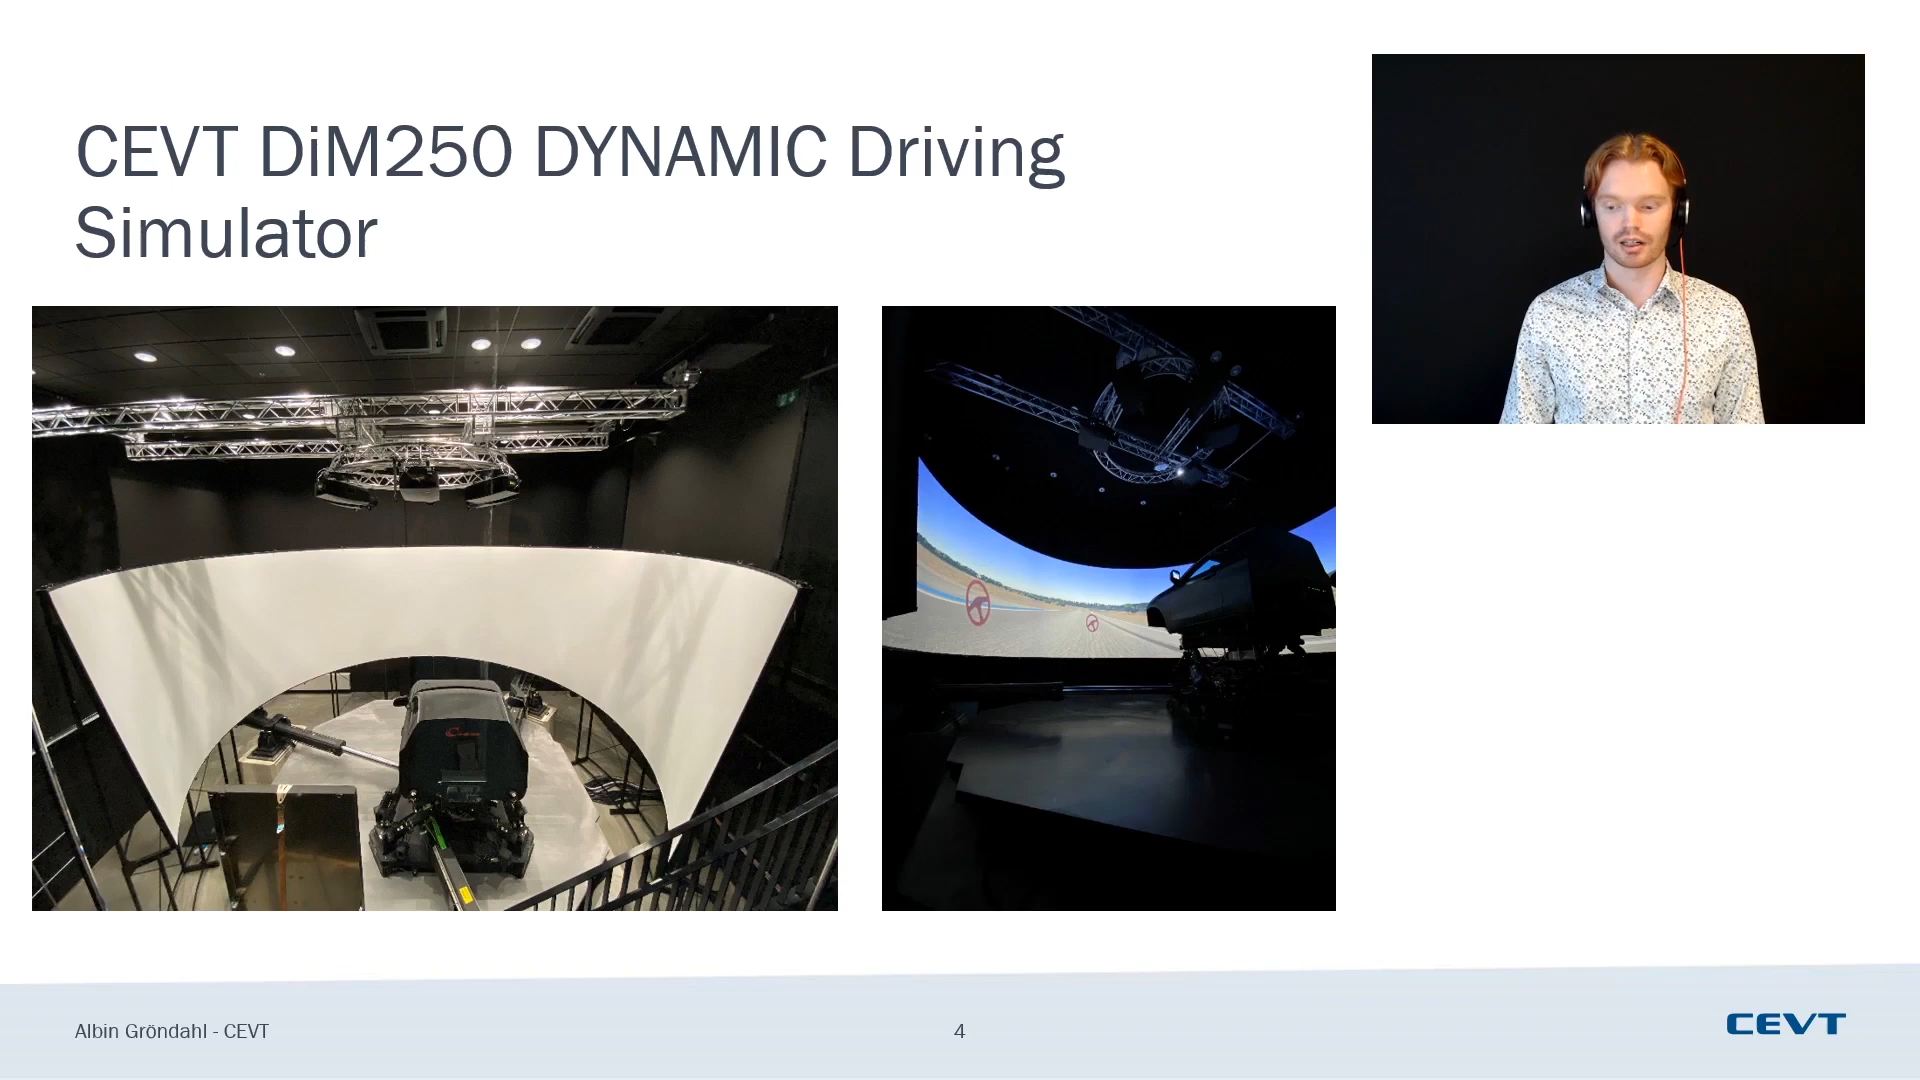 CEVT DiM250 DYNAMIC Driving
Simulator
Albin Gröndahl - CEVT
4
CEVT